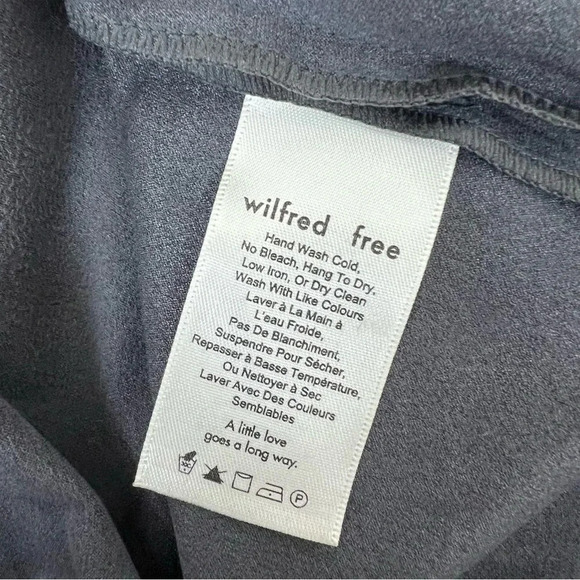 wilfred free
Hand Wash Cold,
No Bleach, Hang To Dry.
Low Iron, Or Dry Clean
Wash With Like Colours
Laver à La Main à
L'eau Froide,
Pas De Blanchiment,
Suspendre Pour Sécher,
Repasser à Basse Température,
Ou Nettoyer à Sec
Laver Avec Des Couleurs
Semblables
A little love
goes a long way.
30C
P